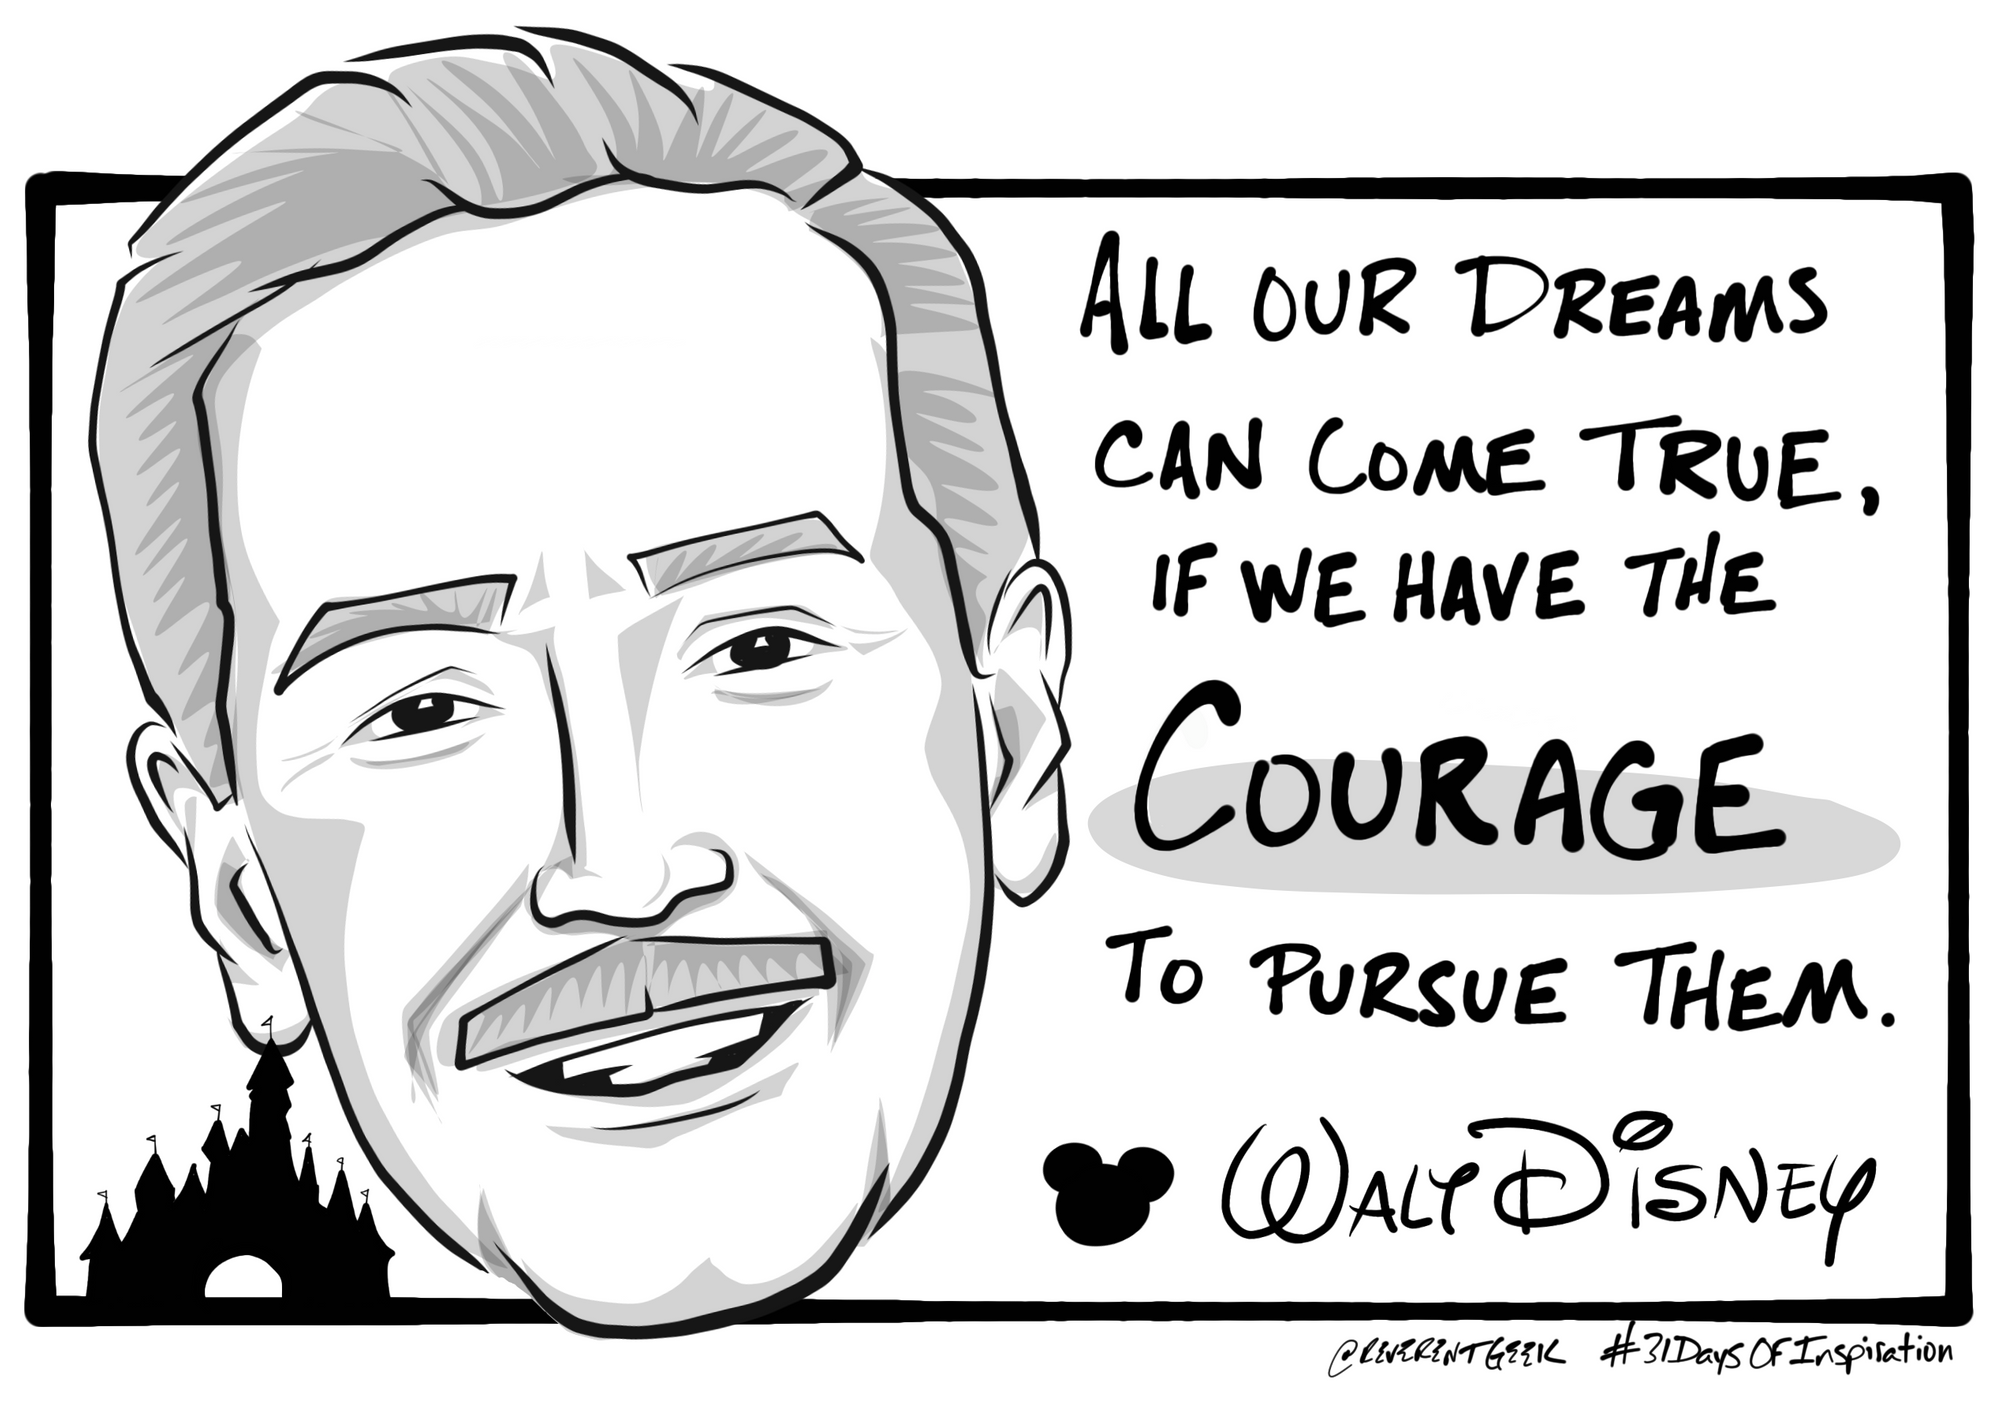 ALL OUR DREAMS
CAN COME TRUE,
IF WE HAVE THE
COURAGE
TO PURSUE THEM.
WALT DISNEY
@REVERENTGEEK #31DaysOfInspiration